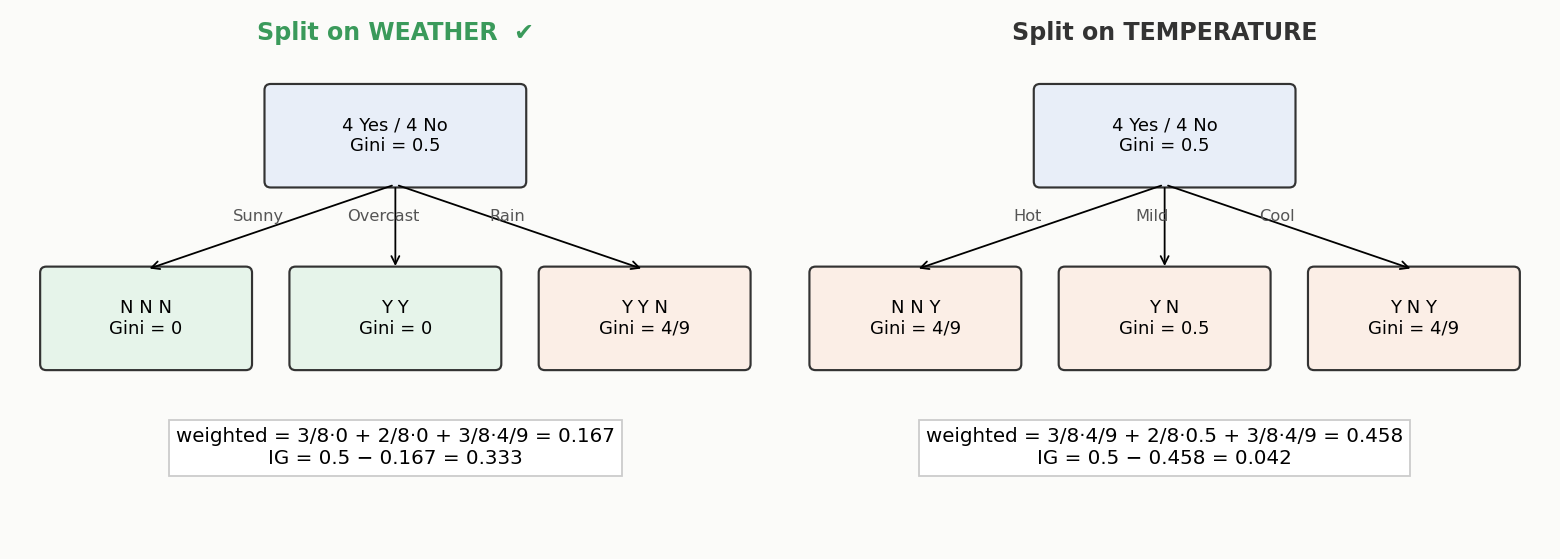 Split on WEATHER ✔
4 Yes / 4 No
Gini = 0.5
Sunny
Overcast
Rain
N N N
Gini = 0
Y Y
Gini = 0
Y Y N
Gini = 4/9
weighted = 3/8·0 + 2/8·0 + 3/8·4/9 = 0.167
IG = 0.5 − 0.167 = 0.333
Split on TEMPERATURE
4 Yes / 4 No
Gini = 0.5
Hot
Mild
Cool
N N Y
Gini = 4/9
Y N
Gini = 0.5
Y N Y
Gini = 4/9
weighted = 3/8·4/9 + 2/8·0.5 + 3/8·4/9 = 0.458
IG = 0.5 − 0.458 = 0.042